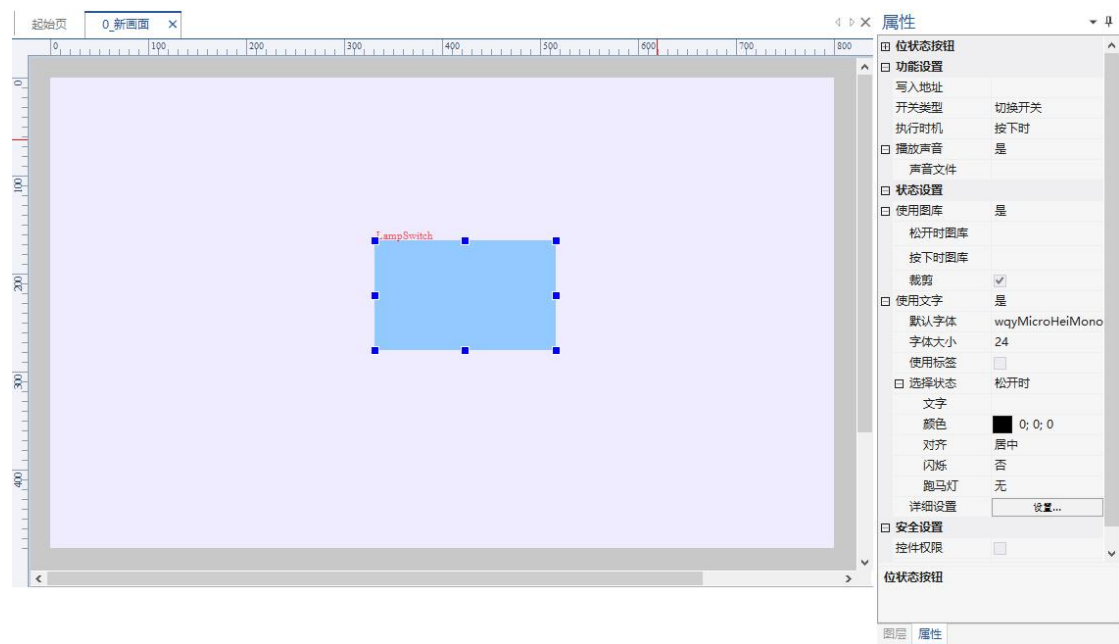 起始页 0_新画面
0 100 200 300 400 500 600 700 800
0
100
200
300
400
LampSwitch
属性
位状态按钮
功能设置
写入地址
开关类型 切换开关
执行时机 按下时
播放声音 是
声音文件
状态设置
使用图库 是
松开时图库
按下时图库
裁剪
使用文字 是
默认字体 wqyMicroHeiMono
字体大小 24
使用标签
选择状态 松开时
文字
颜色 0; 0; 0
对齐 居中
闪烁 否
跑马灯 无
详细设置 设置...
安全设置
控件权限
位状态按钮
图层 属性